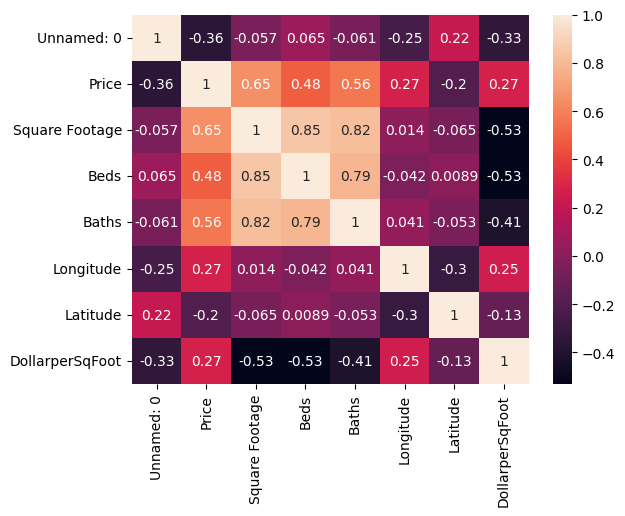 Unnamed: 0 1 -0.36 -0.057 0.065 -0.061 -0.25 0.22 -0.33
Price -0.36 1 0.65 0.48 0.56 0.27 -0.2 0.27
Square Footage -0.057 0.65 1 0.85 0.82 0.014 -0.065 -0.53
Beds 0.065 0.48 0.85 1 0.79 -0.042 0.0089 -0.53
Baths -0.061 0.56 0.82 0.79 1 0.041 -0.053 -0.41
Longitude -0.25 0.27 0.014 -0.042 0.041 1 -0.3 0.25
Latitude 0.22 -0.2 -0.065 0.0089 -0.053 -0.3 1 -0.13
DollarperSqFoot -0.33 0.27 -0.53 -0.53 -0.41 0.25 -0.13 1
Unnamed: 0
Price
Square Footage
Beds
Baths
Longitude
Latitude
DollarperSqFoot
1.0
0.8
0.6
0.4
0.2
0.0
−0.2
−0.4